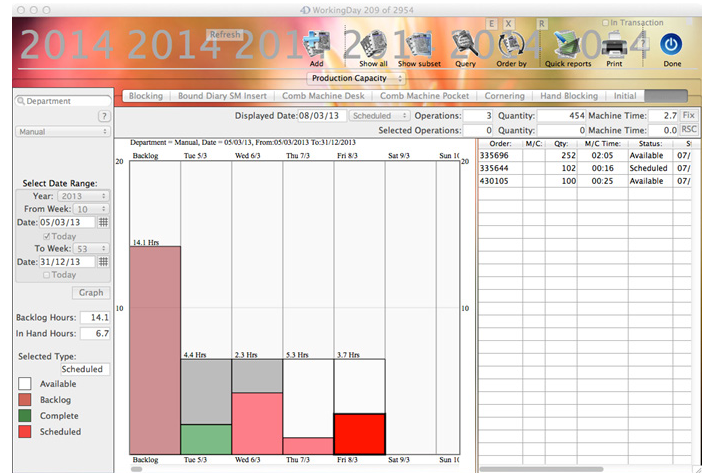 WorkingDay 209 of 2954
2014 2014 2014 2014 2014 2014
Refresh
E X R
In Transaction
Add Show all Show subset Query Order by Quick reports Print Done
Production Capacity
Blocking Bound Diary SM Insert Comb Machine Desk Comb Machine Pocket Cornering Hand Blocking Initial
Department
?
Manual
Displayed Date: 08/03/13 Scheduled Operations: 3 Quantity: 454 Machine Time: 2.7 Fix
Selected Operations: 0 Quantity: 0 Machine Time: 0.0 RSC
Department = Manual, Date = 05/03/13, From:05/03/2013 To:31/12/2013
Backlog Tue 5/3 Wed 6/3 Thu 7/3 Fri 8/3 Sat 9/3 Sun 10
20 20
10 10
14.1 Hrs
4.4 Hrs 2.3 Hrs 5.3 Hrs 3.7 Hrs
Backlog Tue 5/3 Wed 6/3 Thu 7/3 Fri 8/3 Sat 9/3 Sun 10
Order: M/C: Qty: M/C Time: Status:
335696 252 02:05 Available 07/
335644 102 00:16 Scheduled 07/
430105 100 00:25 Available 07/
Select Date Range:
Year: 2013
From Week: 10
Date: 05/03/13
Today
To Week: 53
Date: 31/12/13
Today
Graph
Backlog Hours: 14.1
In Hand Hours: 6.7
Selected Type:
Scheduled
Available
Backlog
Complete
Scheduled